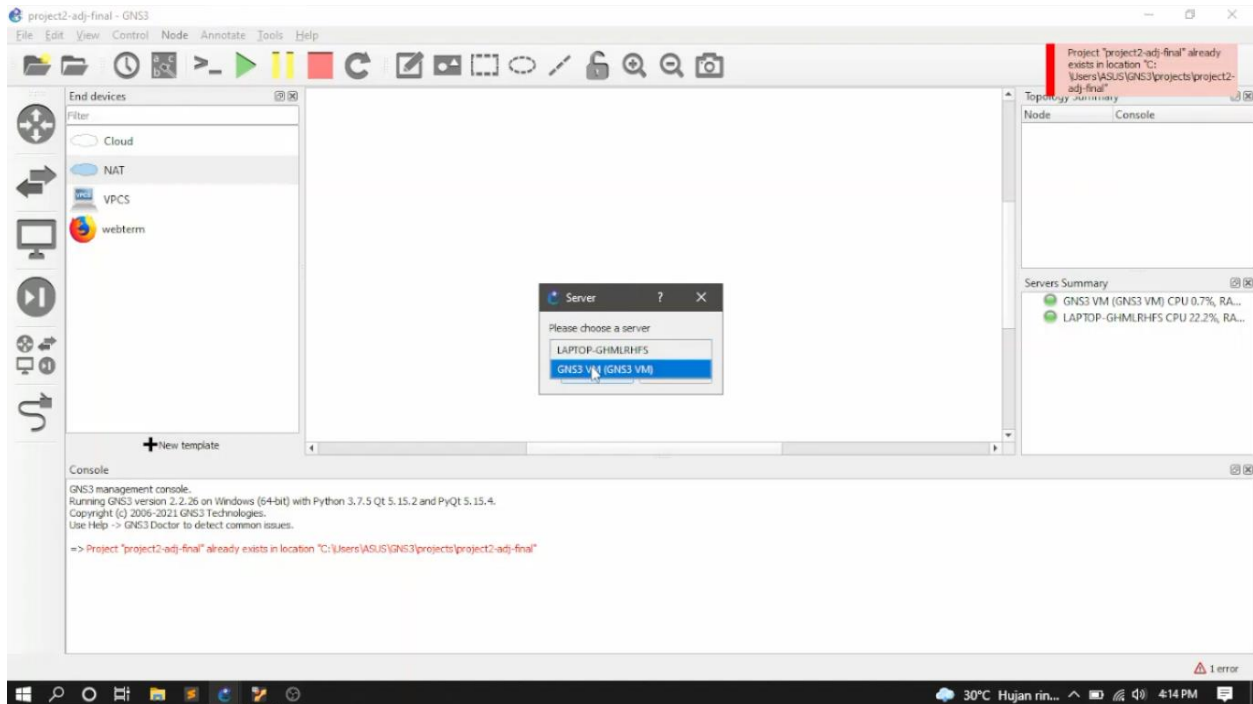 project2-adj-final - GNS3
File Edit View Control Node Annotate Tools Help
Project "project2-adj-final" already
exists in location "C:
\Users\ASUS\GNS3\projects\project2-
adj-final"
End devices
Filter
Cloud
NAT
VPCS
VPCS
webterm
New template
Server ?
Please choose a server
LAPTOP-GHMLRHFS
GNS3 VM (GNS3 VM)
Topology Summary
Node Console
Servers Summary
GNS3 VM (GNS3 VM) CPU 0.7%, RA...
LAPTOP-GHMLRHFS CPU 22.2%, RA...
Console
GNS3 management console.
Running GNS3 version 2.2.26 on Windows (64-bit) with Python 3.7.5 Qt 5.15.2 and PyQt 5.15.4.
Copyright (c) 2006-2021 GNS3 Technologies.
Use Help -> GNS3 Doctor to detect common issues.
=> Project "project2-adj-final" already exists in location "C:\Users\ASUS\GNS3\projects\project2-adj-final"
1 error
30°C Hujan rin... 4:14 PM